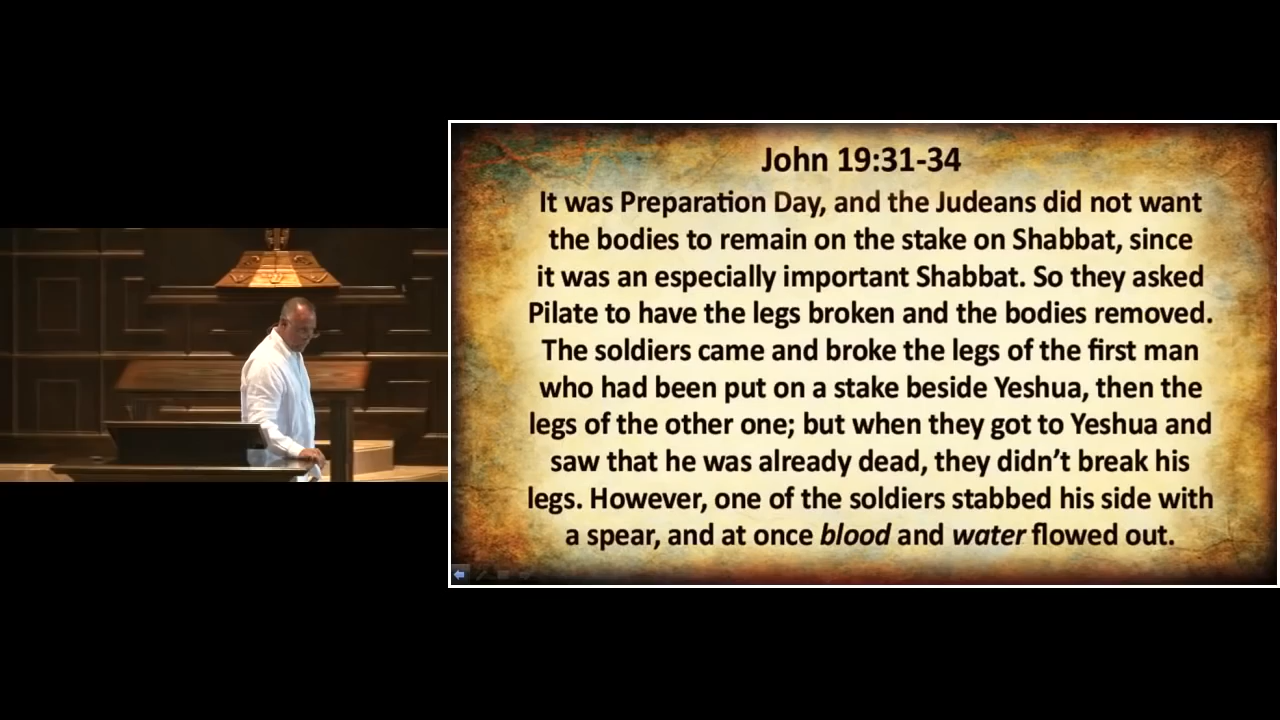 John 19:31-34
It was Preparation Day, and the Judeans did not want
the bodies to remain on the stake on Shabbat, since
it was an especially important Shabbat. So they asked
Pilate to have the legs broken and the bodies removed.
The soldiers came and broke the legs of the first man
who had been put on a stake beside Yeshua, then the
legs of the other one; but when they got to Yeshua and
saw that he was already dead, they didn’t break his
legs. However, one of the soldiers stabbed his side with
a spear, and at once blood and water flowed out.